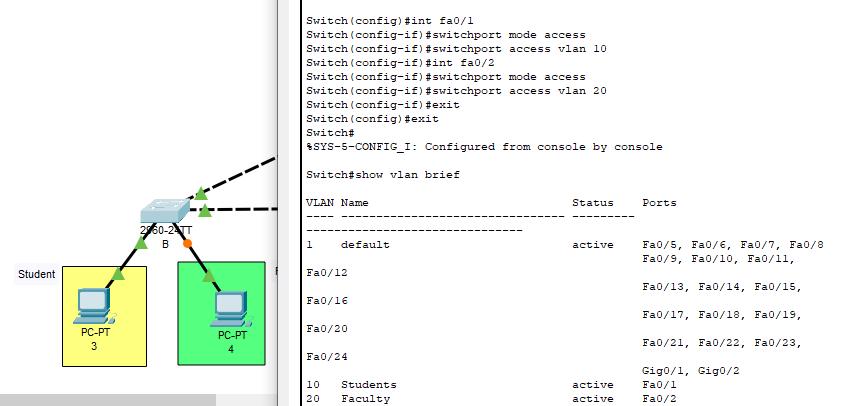 Switch(config)#int fa0/1
Switch(config-if)#switchport mode access
Switch(config-if)#switchport access vlan 10
Switch(config-if)#int fa0/2
Switch(config-if)#switchport mode access
Switch(config-if)#switchport access vlan 20
Switch(config-if)#exit
Switch(config)#exit
Switch#
%SYS-5-CONFIG_I: Configured from console by console
Switch#show vlan brief
VLAN Name Status Ports
---- -------------------------------- ---------
-------------------------------
1 default active Fa0/5, Fa0/6, Fa0/7, Fa0/8
Fa0/9, Fa0/10, Fa0/11,
Fa0/12
Fa0/13, Fa0/14, Fa0/15,
Fa0/16
Fa0/17, Fa0/18, Fa0/19,
Fa0/20
Fa0/21, Fa0/22, Fa0/23,
Fa0/24
Gig0/1, Gig0/2
10 Students active Fa0/1
20 Faculty active Fa0/2
2960-24TT
B
Student
PC-PT
3
PC-PT
4